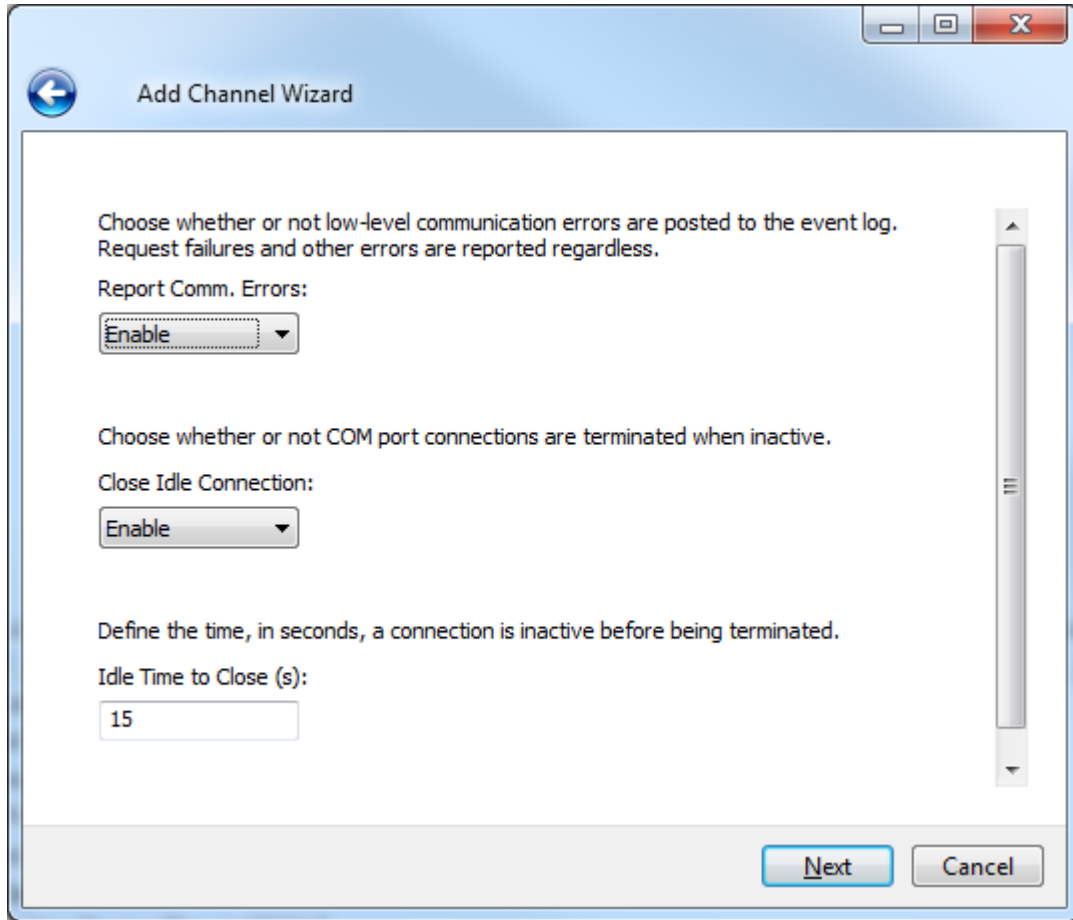 Add Channel Wizard
Choose whether or not low-level communication errors are posted to the event log.
Request failures and other errors are reported regardless.
Report Comm. Errors:
Enable
Choose whether or not COM port connections are terminated when inactive.
Close Idle Connection:
Enable
Define the time, in seconds, a connection is inactive before being terminated.
Idle Time to Close (s):
15
Next
Cancel